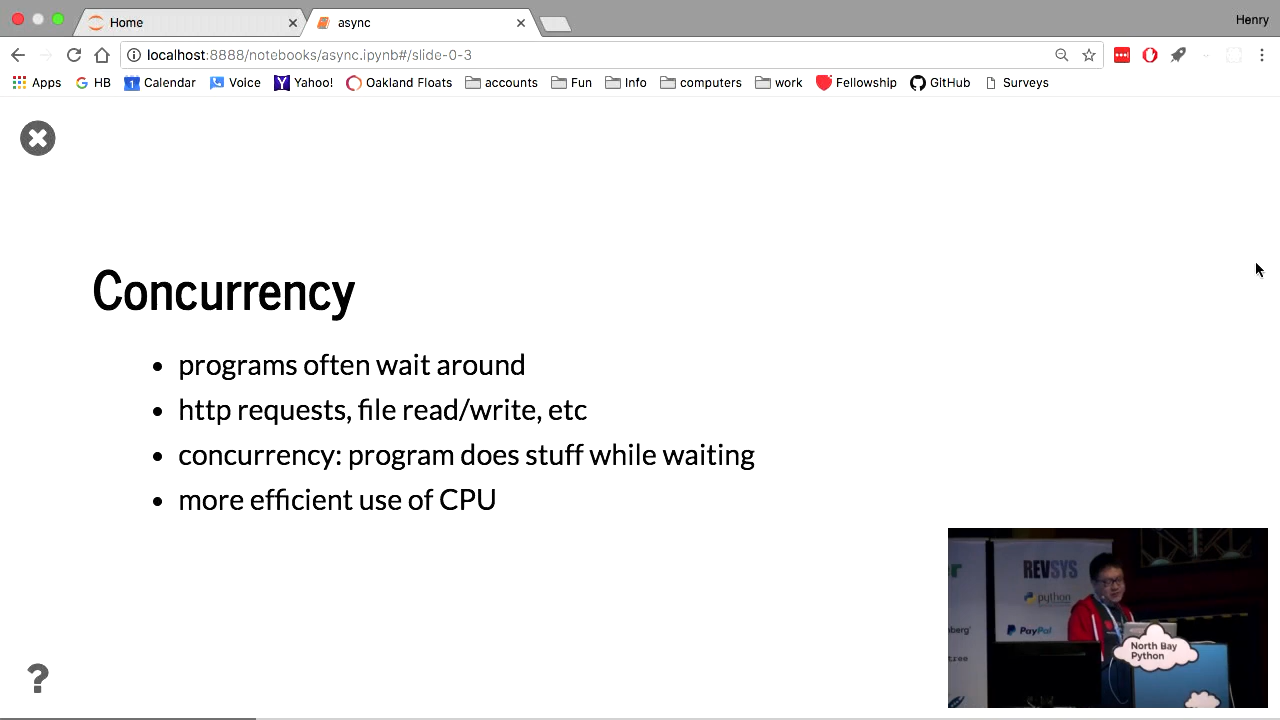 Home
async
Henry
localhost:8888/notebooks/async.ipynb#/slide-0-3
Apps
G HB
1 Calendar
Voice
Yahoo!
Oakland Floats
accounts
Fun
Info
computers
work
Fellowship
GitHub
Surveys
Concurrency
• programs often wait around
• http requests, file read/write, etc
• concurrency: program does stuff while waiting
• more efficient use of CPU
?
REVSYS
python
PayPal
North Bay
Python